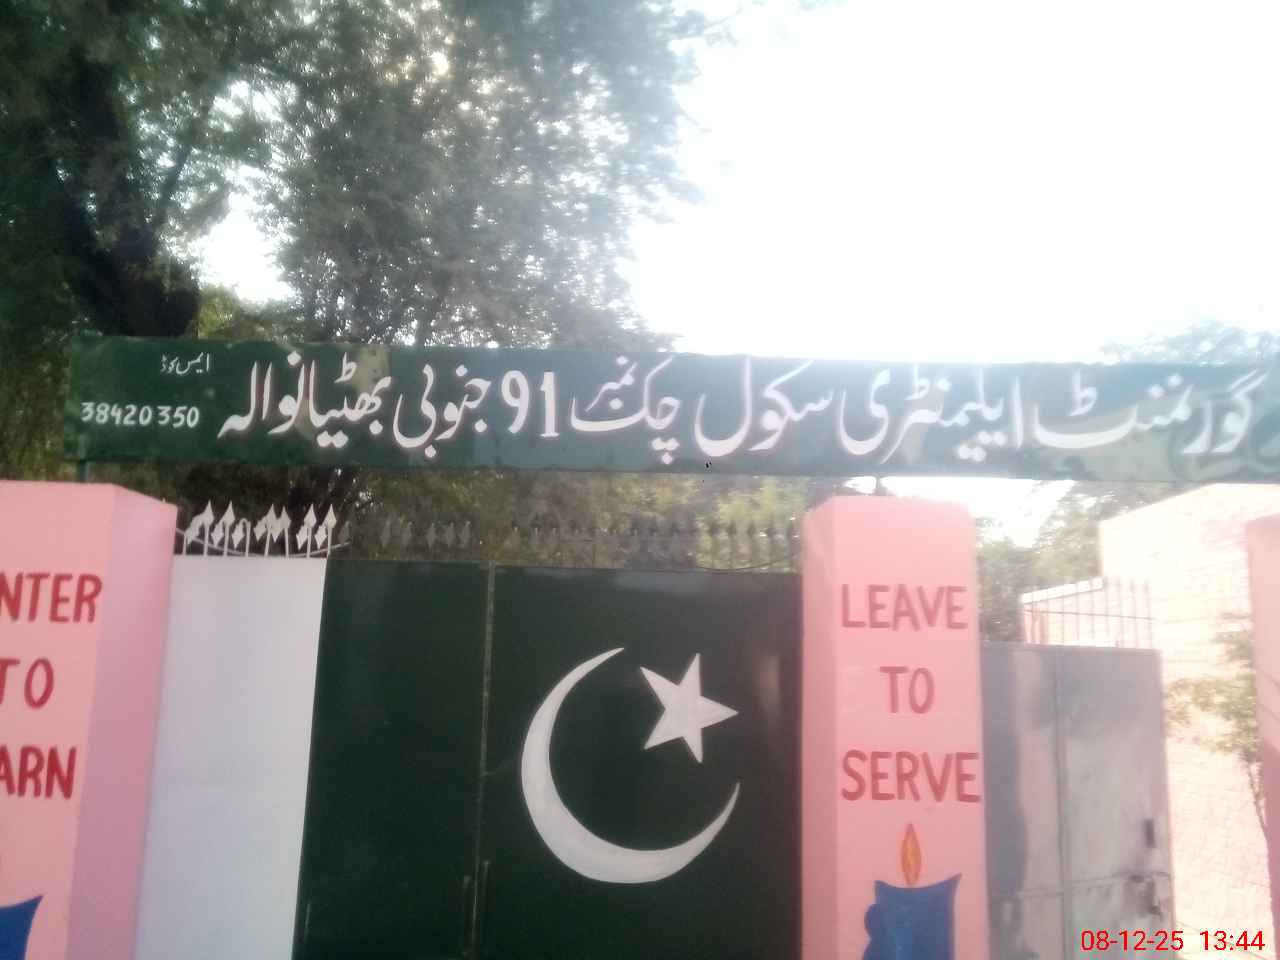 گورنمنٹ ایلیمنٹری سکول چک نمبر 91 جنوبی بھٹیانوالہ
ایمس کوڈ
38420350
NTER
TO
ARN
LEAVE
TO
SERVE
08-12-25 13:44